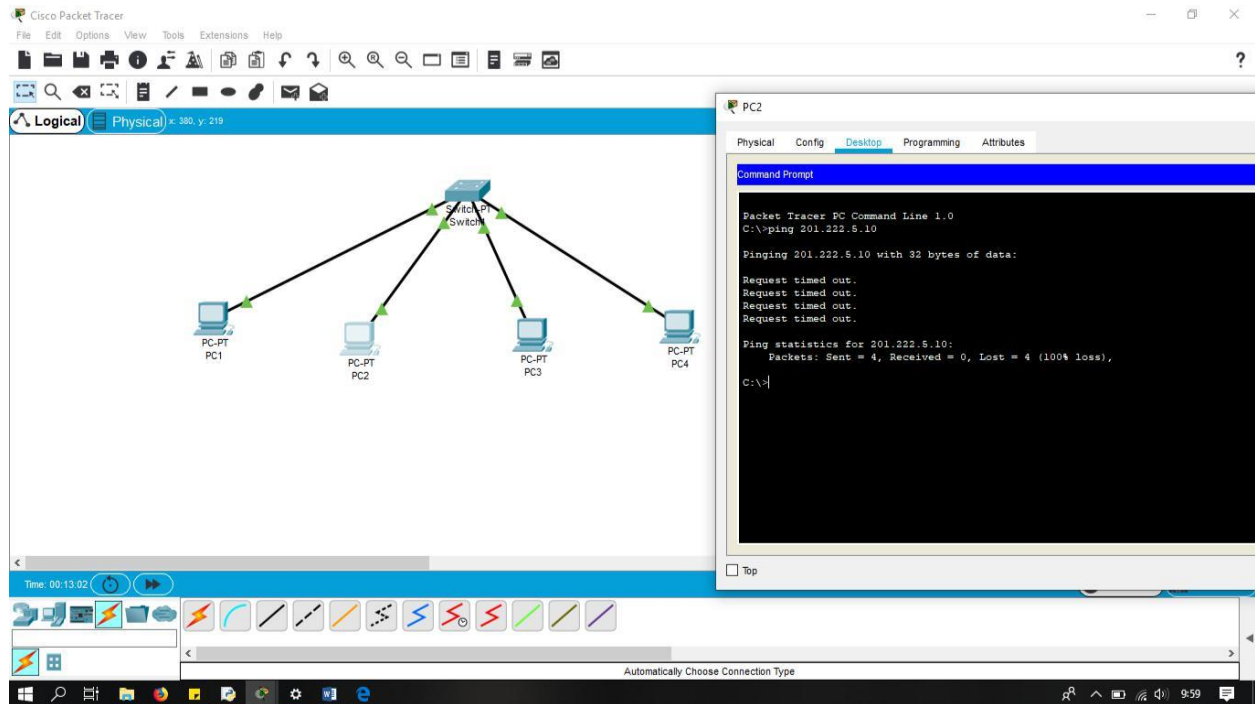 Cisco Packet Tracer
File Edit Options View Tools Extensions Help
?
Logical Physical x: 380, y: 219
Switch-PT
Switch1
PC-PT
PC1
PC-PT
PC2
PC-PT
PC3
PC-PT
PC4
PC2
Physical Config Desktop Programming Attributes
Command Prompt
Packet Tracer PC Command Line 1.0
C:\>ping 201.222.5.10
Pinging 201.222.5.10 with 32 bytes of data:
Request timed out.
Request timed out.
Request timed out.
Request timed out.
Ping statistics for 201.222.5.10:
Packets: Sent = 4, Received = 0, Lost = 4 (100% loss),
C:\>
Top
Time: 00:13:02
Automatically Choose Connection Type
9:59